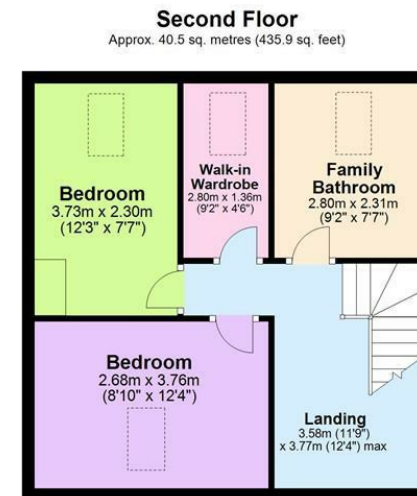 Second Floor
Approx. 40.5 sq. metres (435.9 sq. feet)
Bedroom
3.73m x 2.30m
(12'3" x 7'7")
Walk-in
Wardrobe
2.80m x 1.36m
(9'2" x 4'6")
Family
Bathroom
2.80m x 2.31m
(9'2" x 7'7")
Bedroom
2.68m x 3.76m
(8'10" x 12'4")
Landing
3.58m (11'9")
x 3.77m (12'4") max